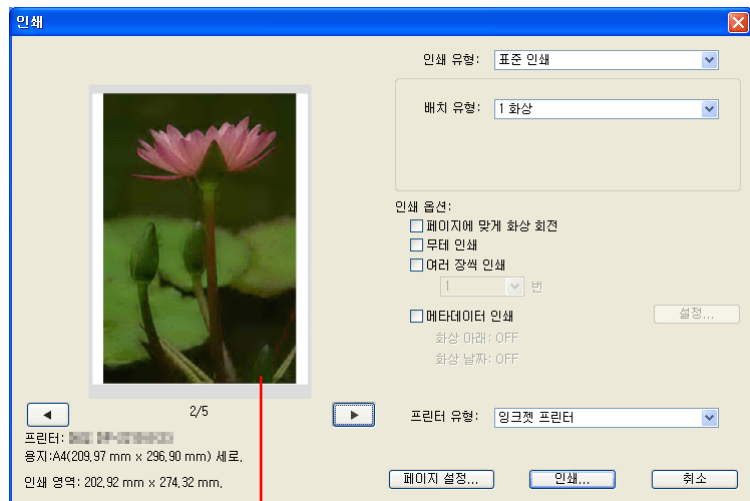 인쇄
인쇄 유형: 표준 인쇄
배치 유형: 1 화상
인쇄 옵션:
페이지에 맞게 화상 회전
무테 인쇄
여러 장씩 인쇄
1 번
메타데이터 인쇄 설정...
화상 아래: OFF
화상 날짜: OFF
2/5
프린터 유형: 잉크젯 프린터
프린터:
용지:A4(209,97 mm x 296,90 mm) 세로,
인쇄 영역: 202,92 mm x 274,32 mm,
페이지 설정... 인쇄... 취소